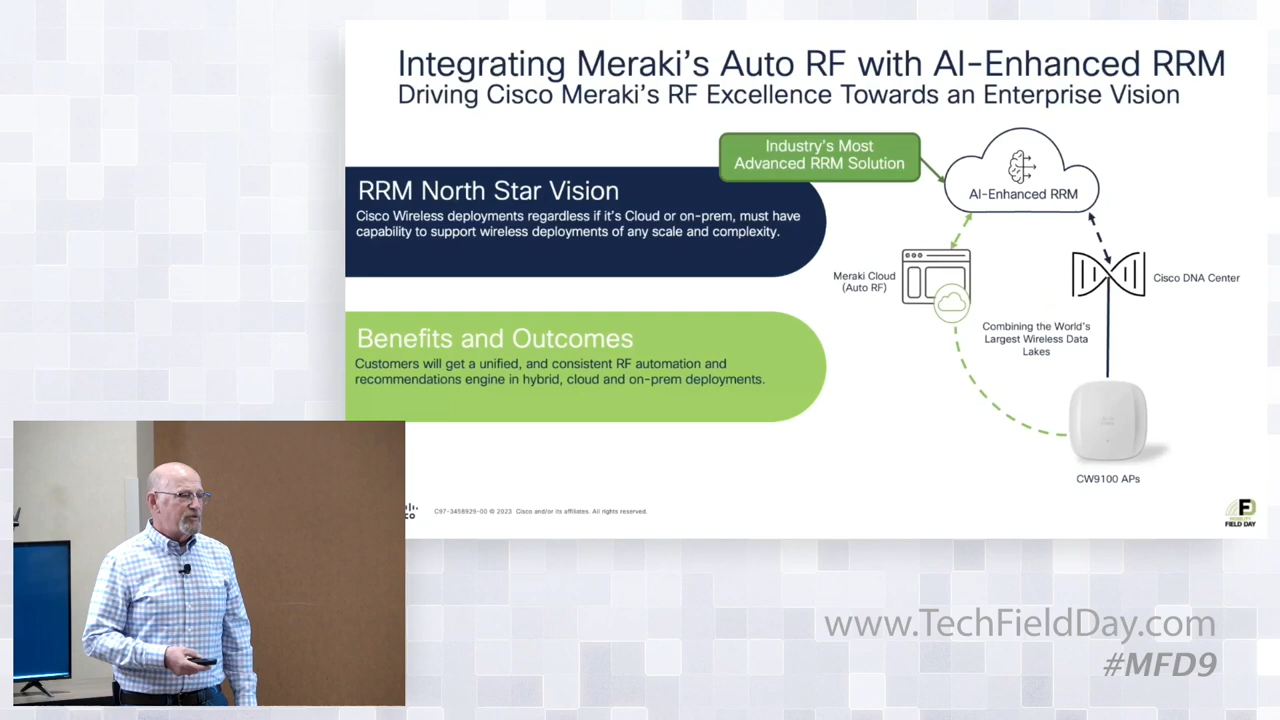 Integrating Meraki's Auto RF with AI-Enhanced RRM
Driving Cisco Meraki's RF Excellence Towards an Enterprise Vision
Industry's Most
Advanced RRM Solution
AI-Enhanced RRM
RRM North Star Vision
Cisco Wireless deployments regardless if it's Cloud or on-prem, must have
capability to support wireless deployments of any scale and complexity.
Meraki Cloud
(Auto RF)
Cisco DNA Center
Combining the World's
Largest Wireless Data
Lakes
Benefits and Outcomes
Customers will get a unified, and consistent RF automation and
recommendations engine in hybrid, cloud and on-prem deployments.
CW9100 APs
C97-3458929-00 © 2023 Cisco and/or its affiliates. All rights reserved.
FIELD DAY
www.TechFieldDay.com
#MFD9